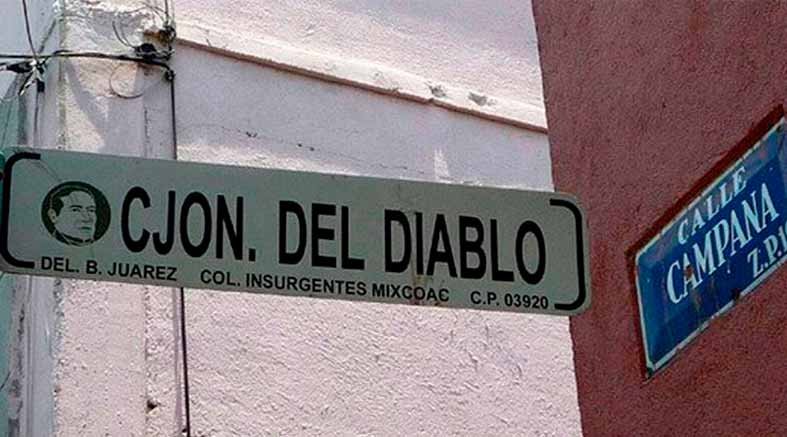 CJON. DEL DIABLO
DEL. B. JUAREZ COL. INSURGENTES MIXCOAC C.P. 03920
CALLE
CAMPANA